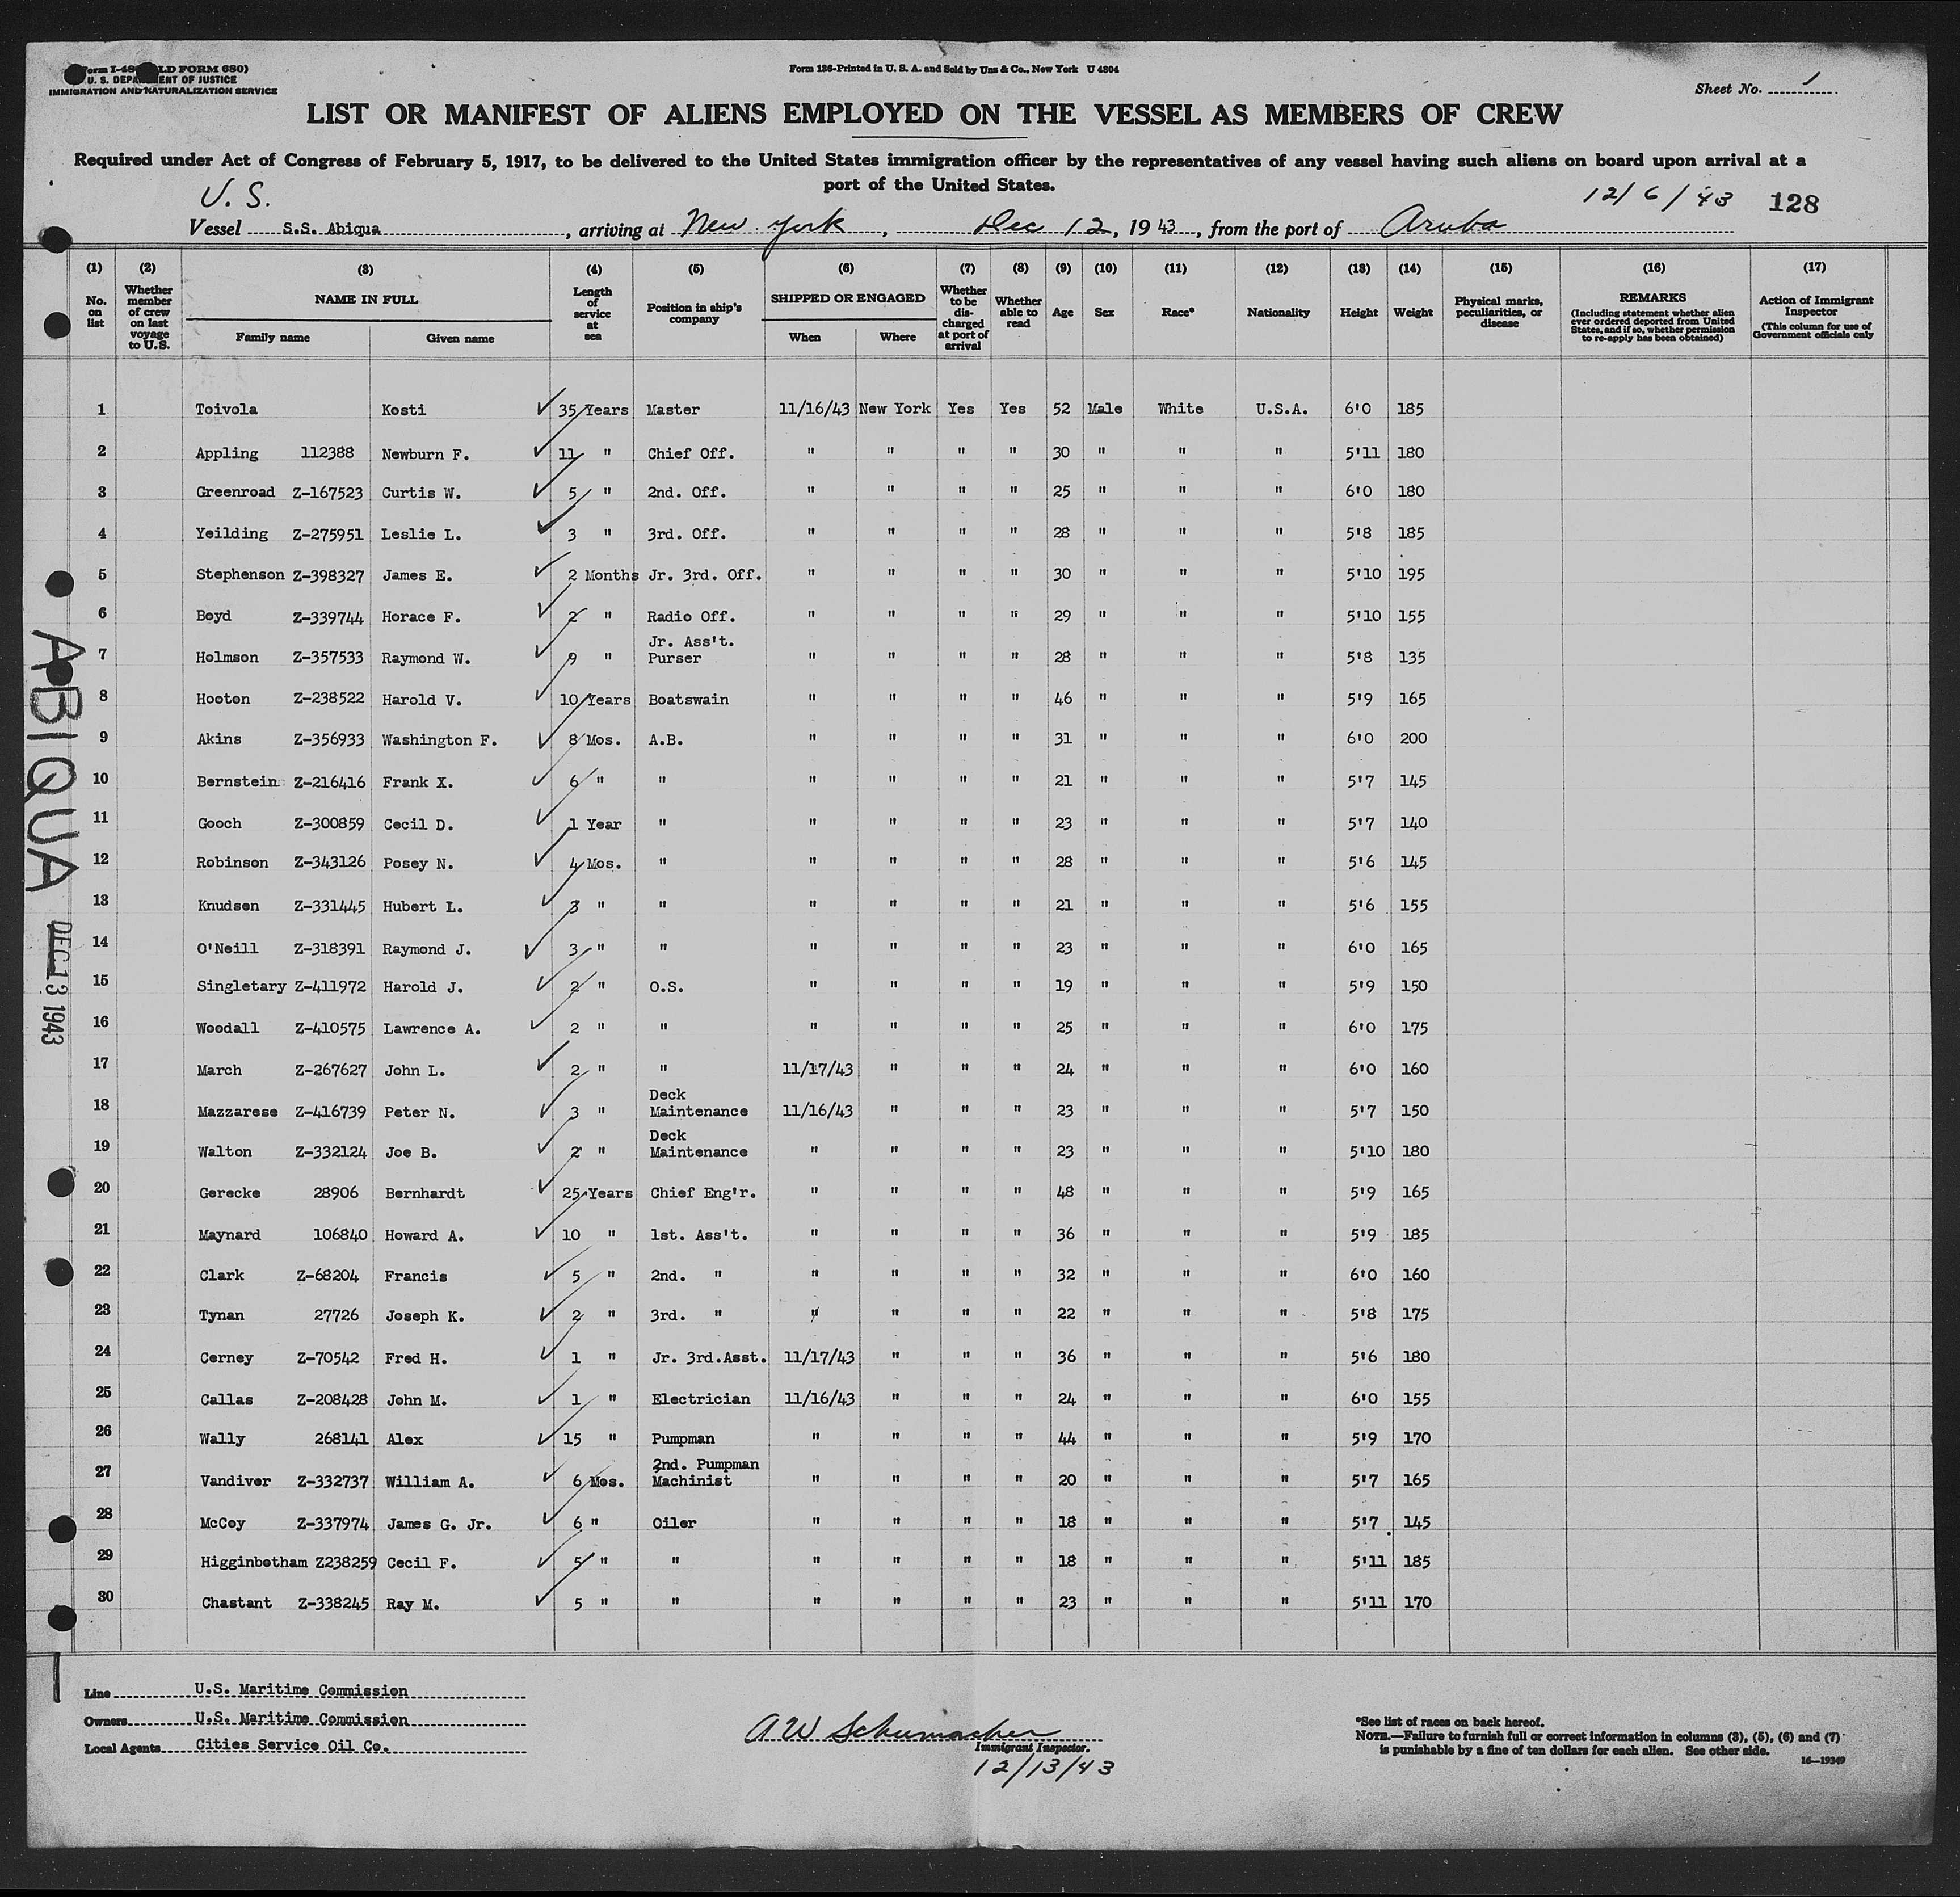 Form I-48 LD FORM 680)
U. S. DEPARTMENT OF JUSTICE
IMMIGRATION AND NATURALIZATION SERVICE
Form 136-Printed in U. S. A. and Sold by Unz & Co., New York U 4804
Sheet No. 1
LIST OR MANIFEST OF ALIENS EMPLOYED ON THE VESSEL AS MEMBERS OF CREW
Required under Act of Congress of February 5, 1917, to be delivered to the United States immigration officer by the representatives of any vessel having such aliens on board upon arrival at a
port of the United States.
U.S.
12/6/43 128
Vessel S.S. Abiqua, arriving at New York, Dec 12, 1943, from the port of Aruba
(1) (2) (3) (4) (5) (6) (7) (8) (9) (10) (11) (12) (13) (14) (15) (16) (17)
No. on list
Whether member of crew on last voyage to U.S.
NAME IN FULL
Family name Given name
Length of service at sea
Position in ship's company
SHIPPED OR ENGAGED
When Where
Whether to be discharged at port of arrival
Whether able to read
Age
Sex
Race*
Nationality
Height
Weight
Physical marks, peculiarities, or disease
REMARKS
(Including statement whether alien ever ordered deported from United States, and if so, whether permission to re-apply has been obtained)
Action of Immigrant Inspector
(This column for use of Government officials only
1 Toivola Kosti 35 Years Master 11/16/43 New York Yes Yes 52 Male White U.S.A. 6'0 185
2 Appling 112388 Newburn F. 11 " Chief Off. " " " " 30 " " " 5'11 180
3 Greenroad Z-167523 Curtis W. 5 " 2nd. Off. " " " " 25 " " " 6'0 180
4 Yeilding Z-275951 Leslie L. 3 " 3rd. Off. " " " " 28 " " " 5'8 185
5 Stephenson Z-398327 James E. 2 Months Jr. 3rd. Off. " " " " 30 " " " 5'10 195
6 Boyd Z-339744 Horace F. 2 " Radio Off. " " " " 29 " " " 5'10 155
7 Holmson Z-357533 Raymond W. 9 " Jr. Ass't. Purser " " " " 28 " " " 5'8 135
8 Hooton Z-238522 Harold V. 10 Years Boatswain " " " " 46 " " " 5'9 165
9 Akins Z-356933 Washington F. 8 Mos. A.B. " " " " 31 " " " 6'0 200
10 Bernstein Z-216416 Frank X. 6 " " " " " " 21 " " " 5'7 145
11 Gooch Z-300859 Cecil D. 1 Year " " " " " 23 " " " 5'7 140
12 Robinson Z-343126 Posey N. 4 Mos. " " " " " 28 " " " 5'6 145
13 Knudsen Z-331445 Hubert L. 3 " " " " " " 21 " " " 5'6 155
14 O'Neill Z-318391 Raymond J. 3 " " " " " " 23 " " " 6'0 165
15 Singletary Z-411972 Harold J. 2 " O.S. " " " " 19 " " " 5'9 150
16 Woodall Z-410575 Lawrence A. 2 " " " " " " 25 " " " 6'0 175
17 March Z-267627 John L. 2 " " 11/17/43 " " " 24 " " " 6'0 160
18 Mazzarese Z-416739 Peter N. 3 " Deck Maintenance 11/16/43 " " " 23 " " " 5'7 150
19 Walton Z-332124 Joe B. 2 " Deck Maintenance " " " " 23 " " " 5'10 180
20 Gerecke 28906 Bernhardt 25 Years Chief Eng'r. " " " " 48 " " " 5'9 165
21 Maynard 106840 Howard A. 10 " 1st. Ass't. " " " " 36 " " " 5'9 185
22 Clark Z-68204 Francis 5 " 2nd. " " " " " 32 " " " 6'0 160
23 Tynan 27726 Joseph K. 2 " 3rd. " " " " " 22 " " " 5'8 175
24 Cerney Z-70542 Fred H. 1 " Jr. 3rd.Asst. 11/17/43 " " " 36 " " " 5'6 180
25 Callas Z-208428 John M. 1 " Electrician 11/16/43 " " " 24 " " " 6'0 155
26 Wally 268141 Alex 15 " Pumpman " " " " 44 " " " 5'9 170
27 Vandiver Z-332737 William A. 6 Mos. 2nd. Pumpman Machinist " " " " 20 " " " 5'7 165
28 McCoy Z-337974 James G. Jr. 6 " Oiler " " " " 18 " " " 5'7 145
29 Higginbotham Z238259 Cecil F. 5 " " " " " " 18 " " " 5'11 185
30 Chastant Z-338245 Ray M. 5 " " " " " " 23 " " " 5'11 170
ABIQUA DEC 13 1943
Line U.S. Maritime Commission
Owners U.S. Maritime Commission
Local Agents Cities Service Oil Co.
A W Schumacher
Immigrant Inspector.
12/13/43
*See list of races on back hereof.
NOTE.—Failure to furnish full or correct information in columns (3), (5), (6) and (7)
is punishable by a fine of ten dollars for each alien. See other side.
16—19349